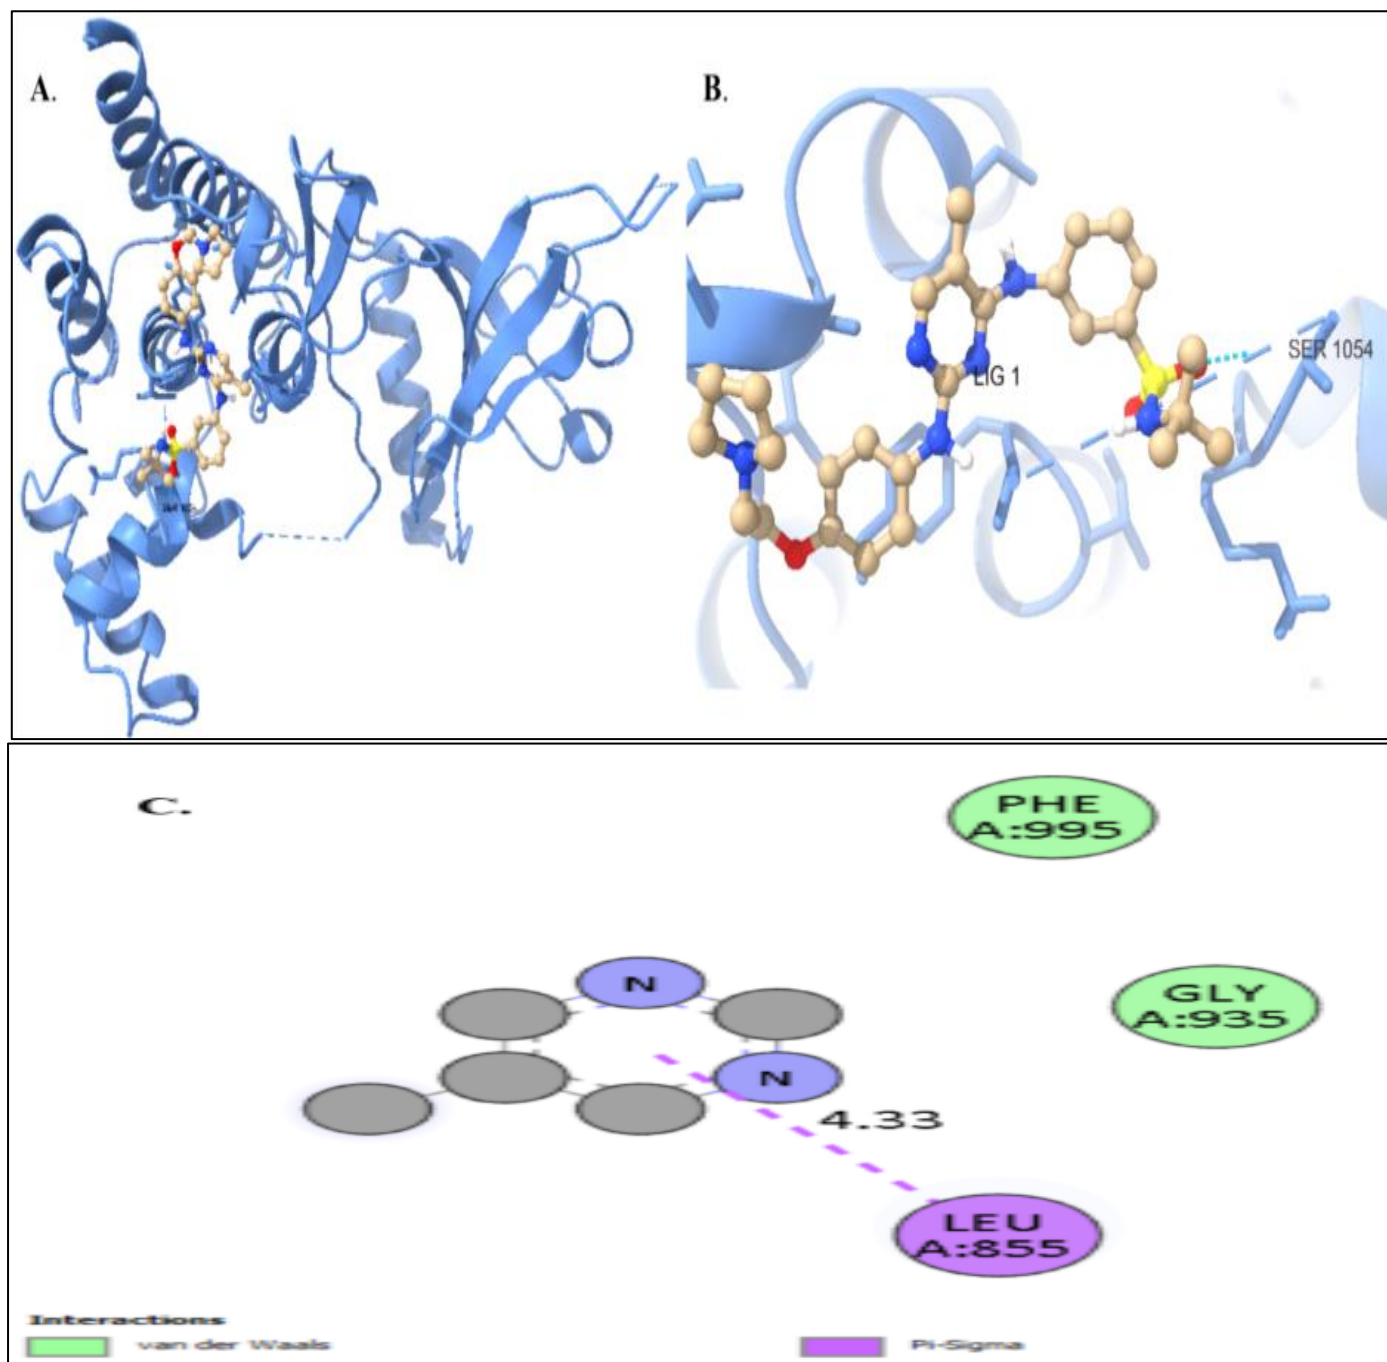 A.
B.
SER 1054
LIG 1
C.
PHE
A:995
GLY
A:935
N
N
4.33
LEU
A:855
Interactions
van der Waals
Pi-Sigma